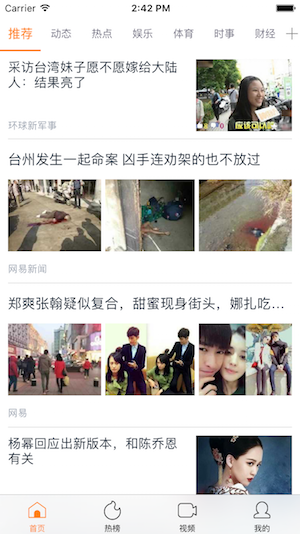 Carrier 2:42 PM
推荐 动态 热点 娱乐 体育 时事 财经
采访台湾妹子愿不愿嫁给大陆
人：结果亮了
应该可以吧
环球新军事
台州发生一起命案 凶手连劝架的也不放过
网易新闻
郑爽张翰疑似复合，甜蜜现身街头，娜扎吃...
网易
杨幂回应出新版本，和陈乔恩
有关
首页 热榜 视频 我的